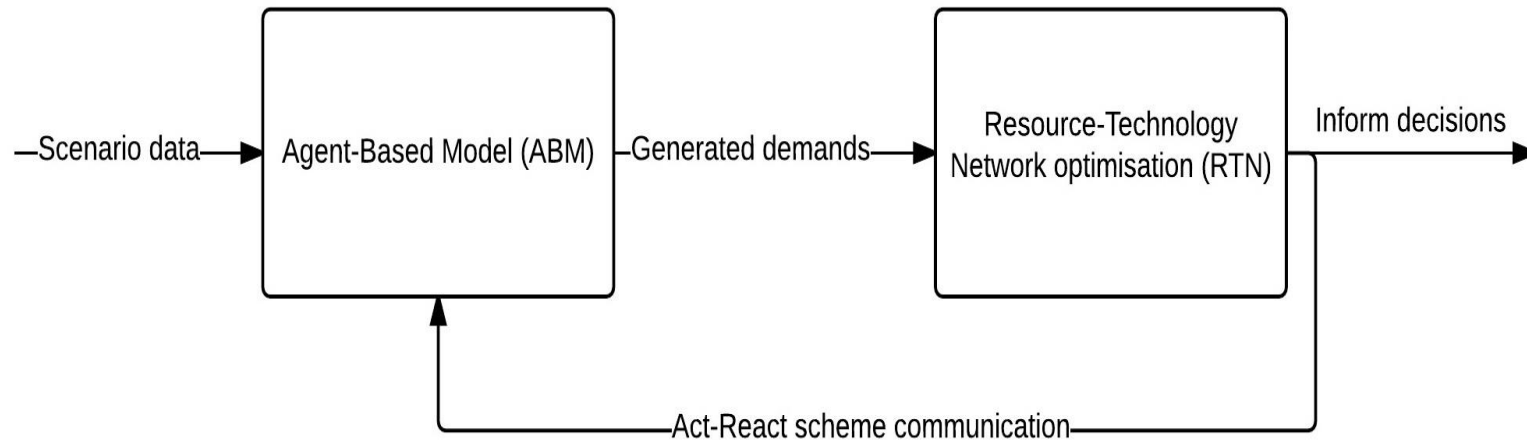 Scenario data
Agent-Based Model (ABM)
Generated demands
Resource-Technology
Network optimisation (RTN)
Inform decisions
Act-React scheme communication